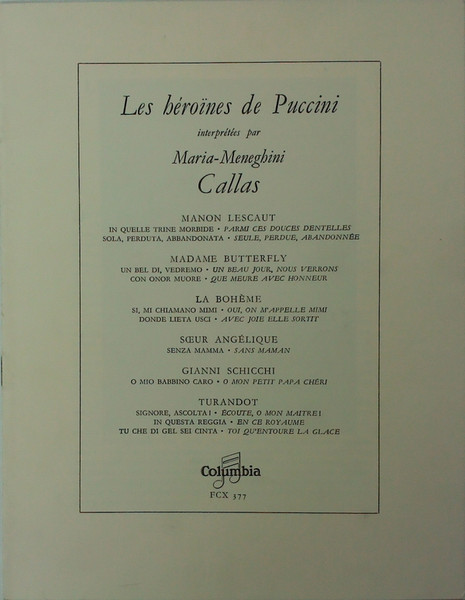 Les héroïnes de Puccini
interprétées par
Maria-Meneghini
Callas
MANON LESCAUT
IN QUELLE TRINE MORBIDE • PARMI CES DOUCES DENTELLES
SOLA, PERDUTA, ABBANDONATA • SEULE, PERDUE, ABANDONNÉE
MADAME BUTTERFLY
UN BEL DI, VEDREMO • UN BEAU JOUR, NOUS VERRONS
CON ONOR MUORE • QUE MEURE AVEC HONNEUR
LA BOHÊME
SI, MI CHIAMANO MIMI • OUI, ON M'APPELLE MIMI
DONDE LIETA USCI • AVEC JOIE ELLE SORTIT
SŒUR ANGÉLIQUE
SENZA MAMMA • SANS MAMAN
GIANNI SCHICCHI
O MIO BABBINO CARO • O MON PETIT PAPA CHÉRI
TURANDOT
SIGNORE, ASCOLTA ! • ÉCOUTE, O MON MAITRE !
IN QUESTA REGGIA • EN CE ROYAUME
TU CHE DI GEL SEI CINTA • TOI QU'ENTOURE LA GLACE
Columbia
FCX 377